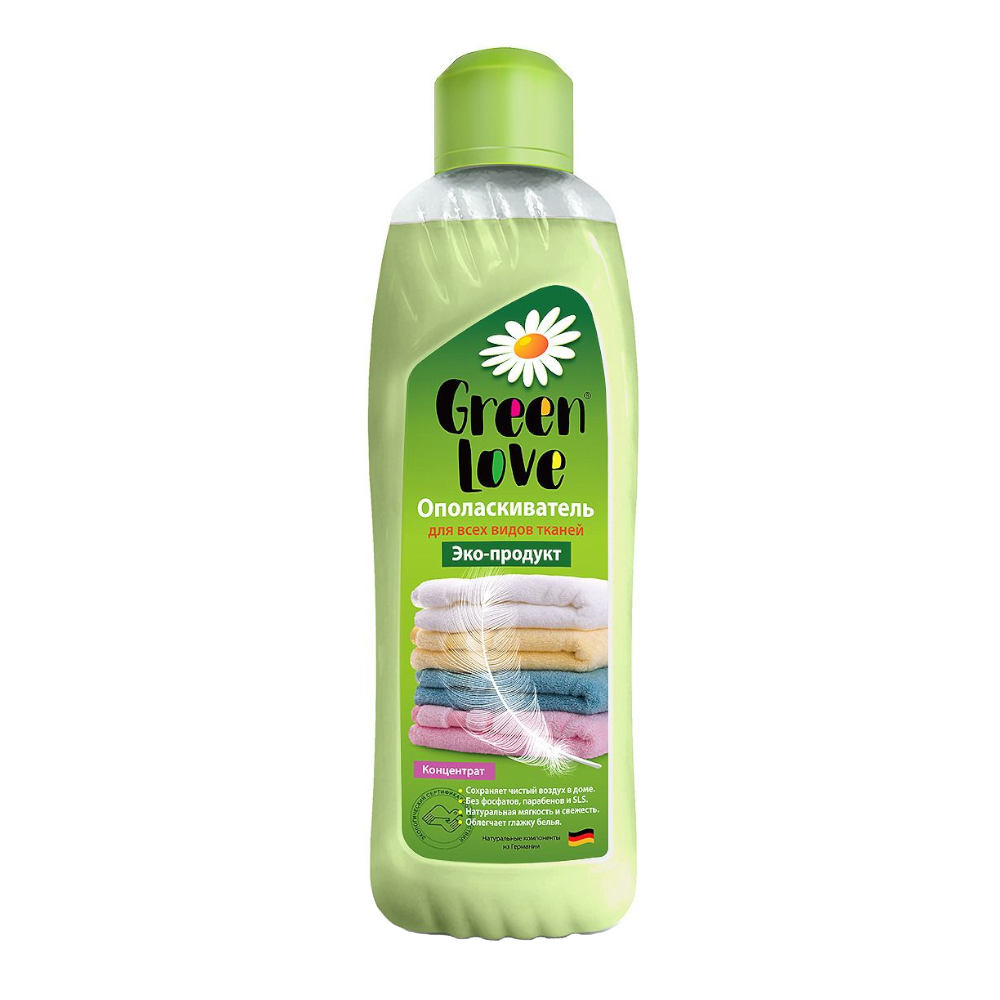 Green®
Love
Ополаскиватель
для всех видов тканей
Эко-продукт
Концентрат
• Сохраняет чистый воздух в доме.
• Без фосфатов, парабенов и SLS.
• Натуральная мягкость и свежесть.
• Облегчает глажку белья.
Натуральные компоненты
из Германии